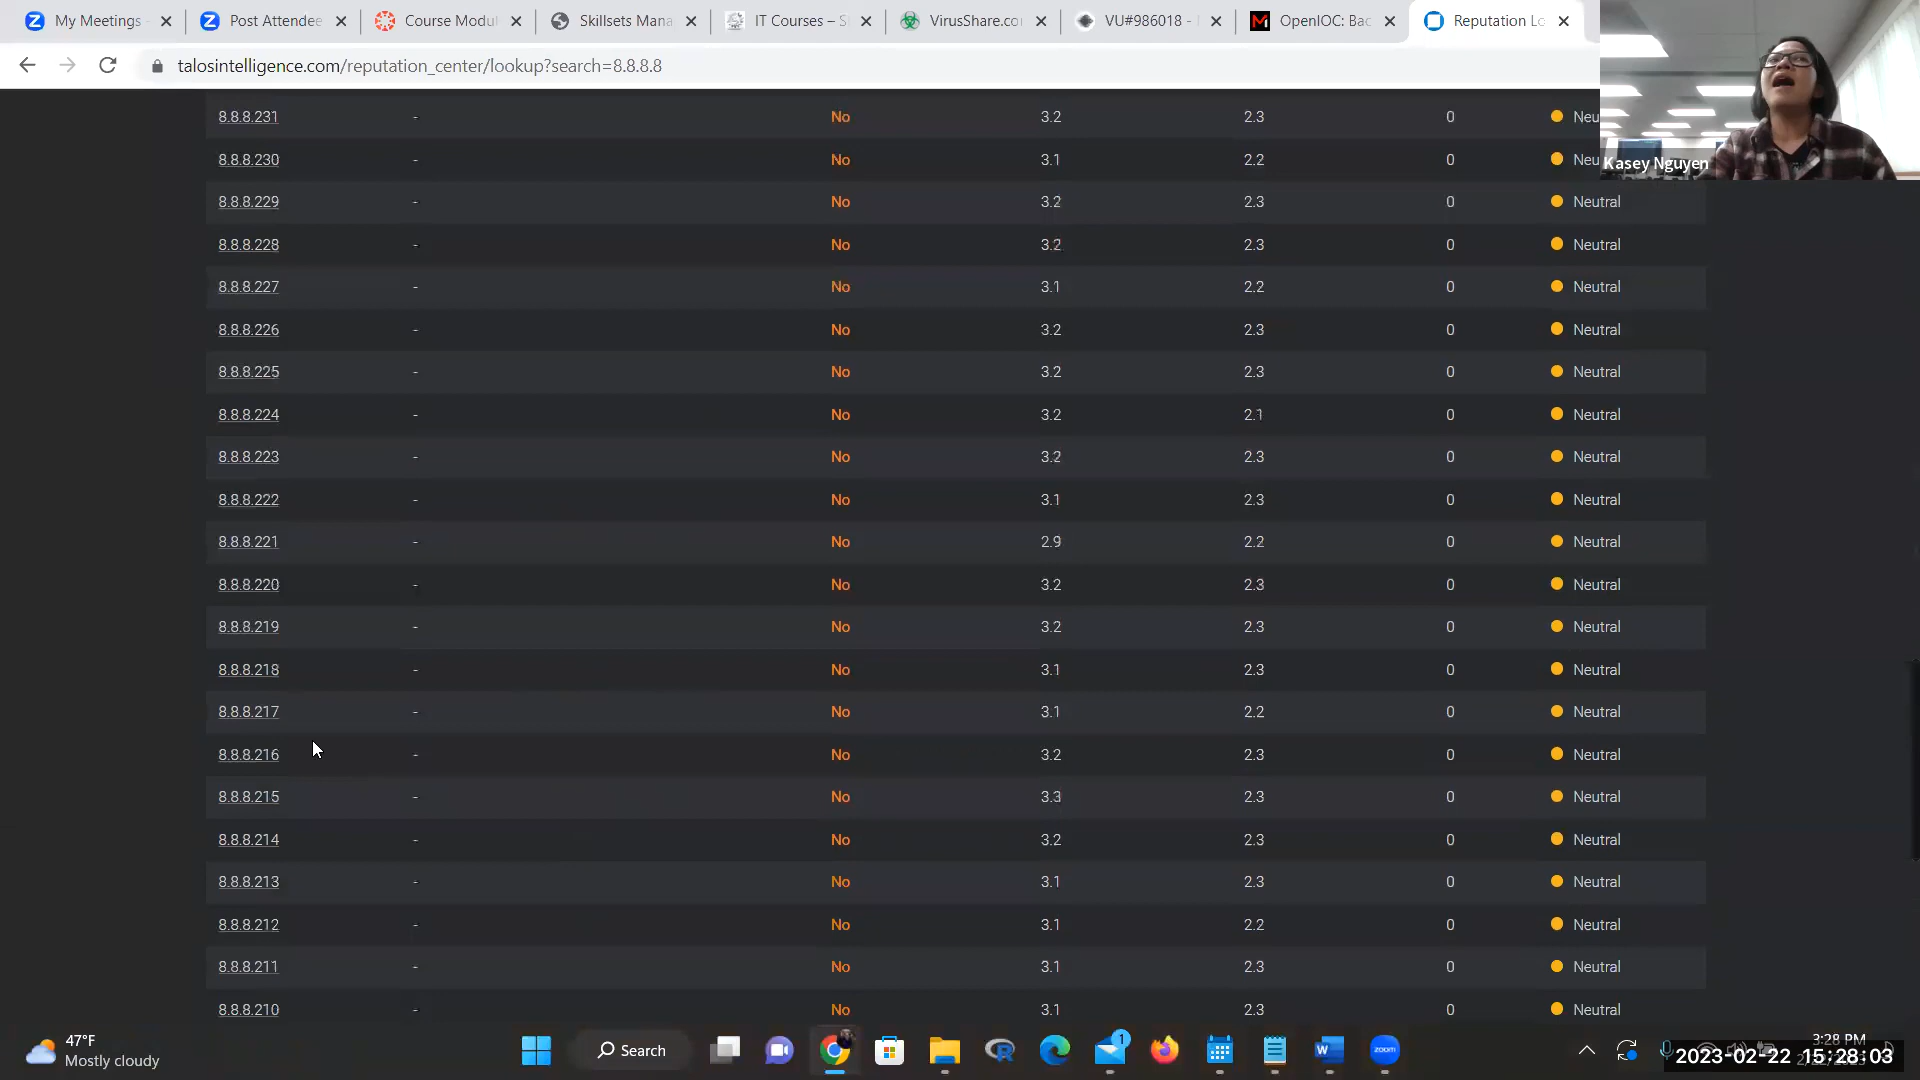 My Meetings -
Post Attendee
Course Modul
Skillsets Mana
IT Courses – S
VirusShare.co
VU#986018 -
OpenIOC: Bac
Reputation Lo
talosintelligence.com/reputation_center/lookup?search=8.8.8.8
Kasey Nguyen
8.8.8.231 - No 3.2 2.3 0 Neu
8.8.8.230 - No 3.1 2.2 0 Neu
8.8.8.229 - No 3.2 2.3 0 Neutral
8.8.8.228 - No 3.2 2.3 0 Neutral
8.8.8.227 - No 3.1 2.2 0 Neutral
8.8.8.226 - No 3.2 2.3 0 Neutral
8.8.8.225 - No 3.2 2.3 0 Neutral
8.8.8.224 - No 3.2 2.1 0 Neutral
8.8.8.223 - No 3.2 2.3 0 Neutral
8.8.8.222 - No 3.1 2.3 0 Neutral
8.8.8.221 - No 2.9 2.2 0 Neutral
8.8.8.220 - No 3.2 2.3 0 Neutral
8.8.8.219 - No 3.2 2.3 0 Neutral
8.8.8.218 - No 3.1 2.3 0 Neutral
8.8.8.217 - No 3.1 2.2 0 Neutral
8.8.8.216 - No 3.2 2.3 0 Neutral
8.8.8.215 - No 3.3 2.3 0 Neutral
8.8.8.214 - No 3.2 2.3 0 Neutral
8.8.8.213 - No 3.1 2.3 0 Neutral
8.8.8.212 - No 3.1 2.2 0 Neutral
8.8.8.211 - No 3.1 2.3 0 Neutral
8.8.8.210 - No 3.1 2.3 0 Neutral
47°F
Mostly cloudy
Search
1
zoom
3:28 PM
2023-02-22 15:28:03